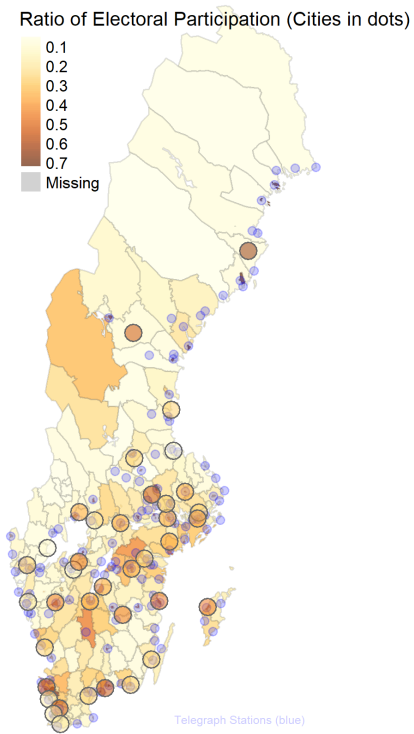 Ratio of Electoral Participation (Cities in dots)
0.1
0.2
0.3
0.4
0.5
0.6
0.7
Missing
Telegraph Stations (blue)